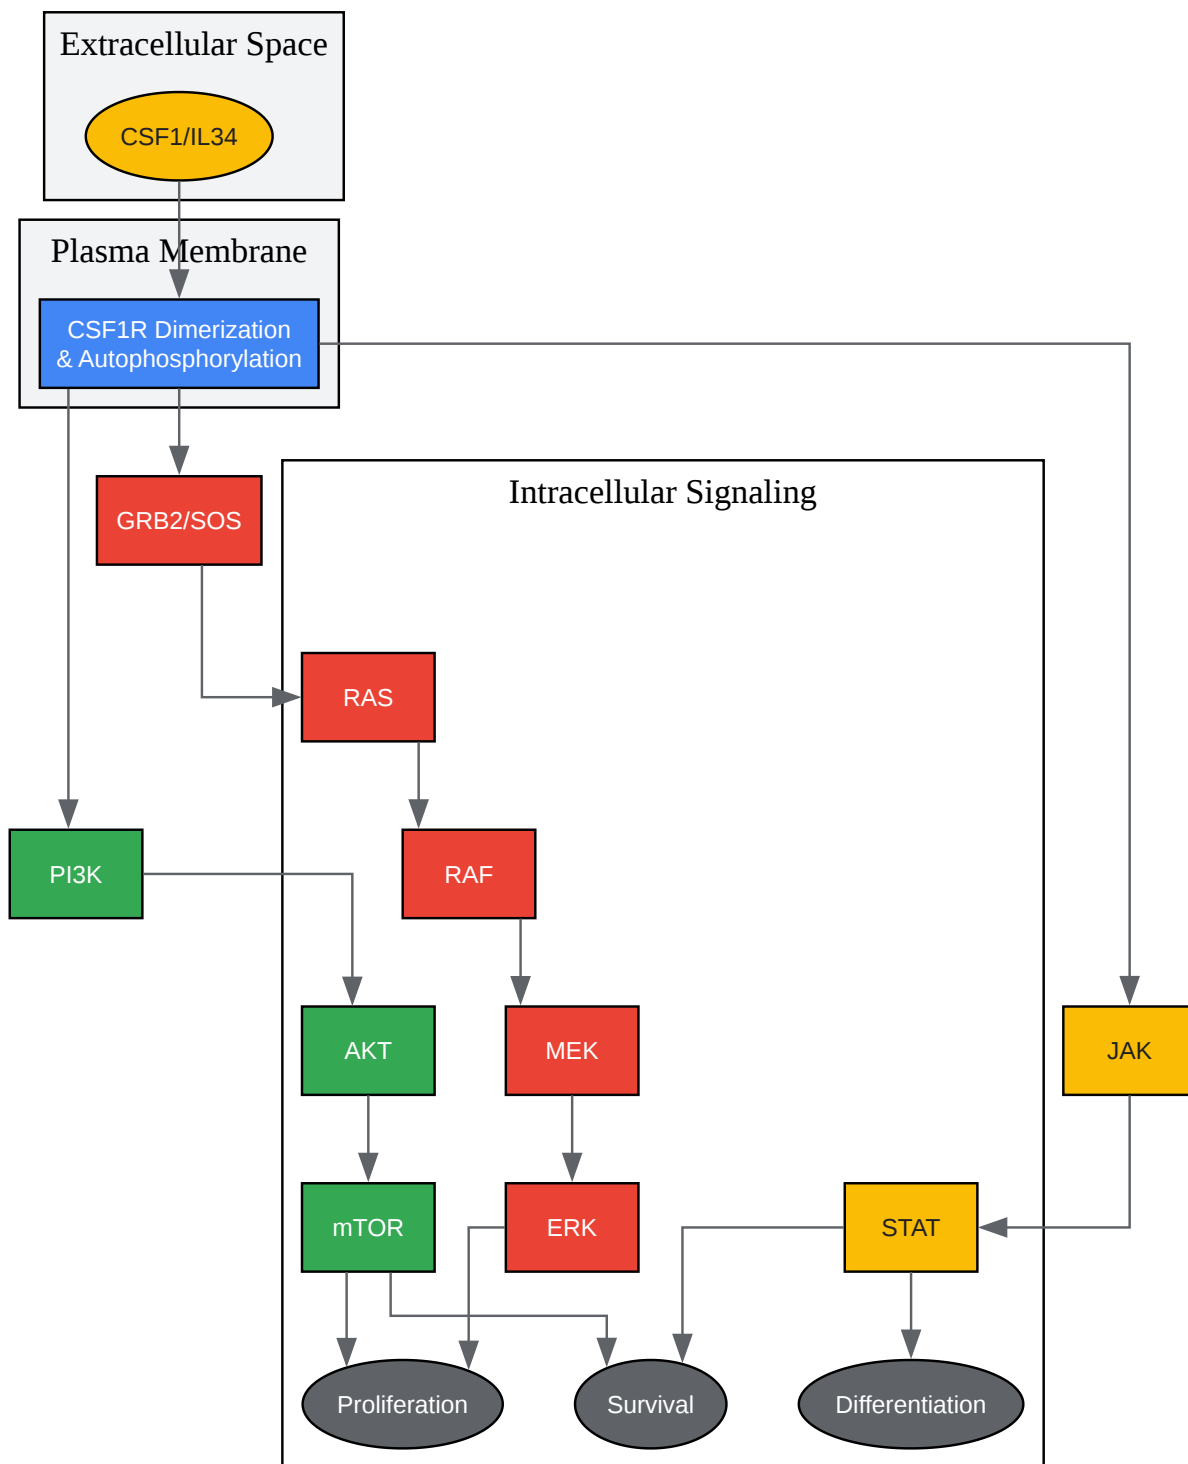 Extracellular Space
CSF1/IL34
Plasma Membrane
CSF1R Dimerization
& Autophosphorylation
GRB2/SOS
Intracellular Signaling
RAS
PI3K
RAF
AKT
MEK
JAK
mTOR
ERK
STAT
Proliferation
Survival
Differentiation